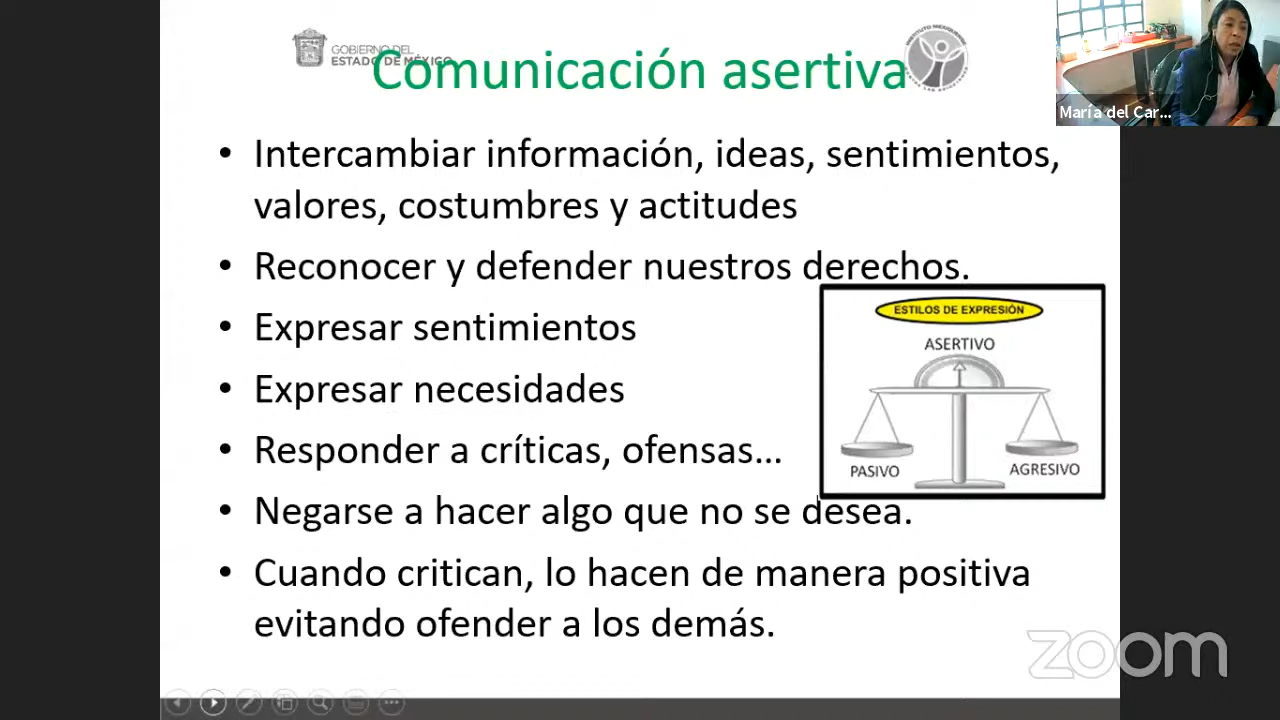 GOBIERNO DEL
ESTADO DE MÉXICO
Comunicación asertiva
María del Car...
• Intercambiar información, ideas, sentimientos,
valores, costumbres y actitudes
• Reconocer y defender nuestros derechos.
• Expresar sentimientos
• Expresar necesidades
• Responder a críticas, ofensas...
• Negarse a hacer algo que no se desea.
• Cuando critican, lo hacen de manera positiva
evitando ofender a los demás.
ESTILOS DE EXPRESIÓN
ASERTIVO
PASIVO
AGRESIVO
zoom